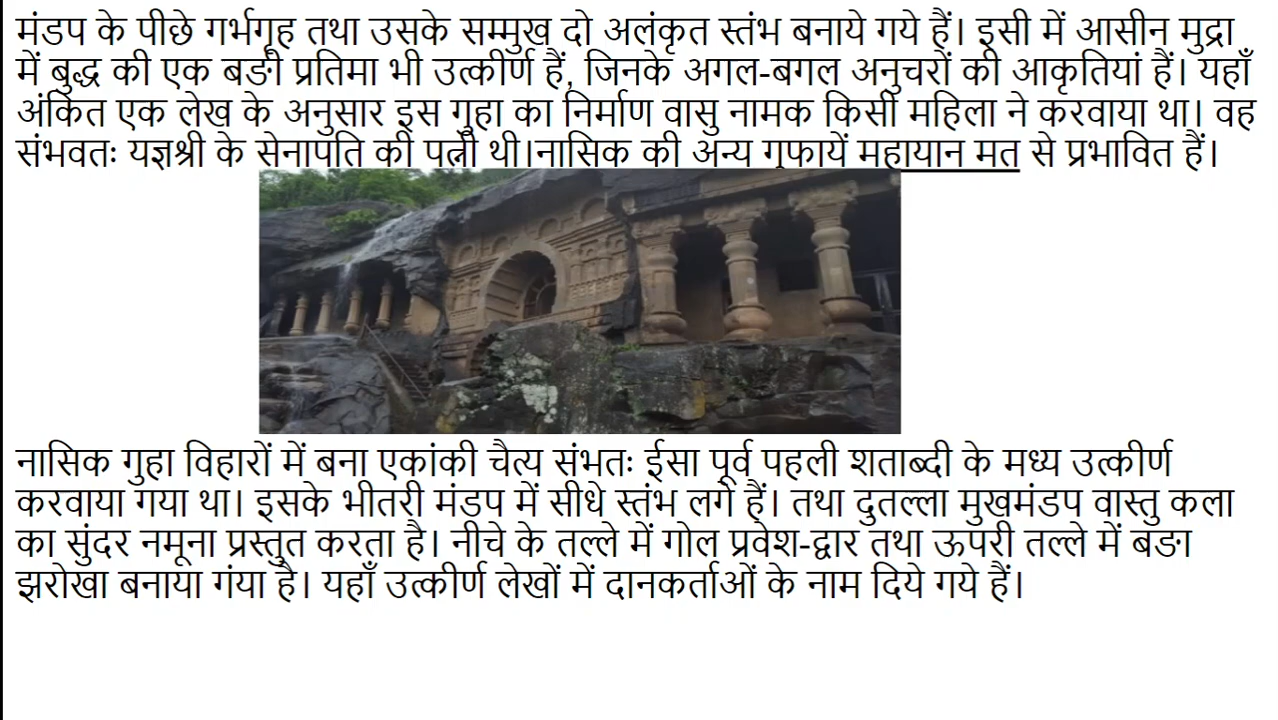 मंडप के पीछे गर्भगृह तथा उसके सम्मुख दो अलंकृत स्तंभ बनाये गये हैं। इसी में आसीन मुद्रा
में बुद्ध की एक बङी प्रतिमा भी उत्कीर्ण हैं, जिनके अगल-बगल अनुचरों की आकृतियां हैं। यहाँ
अंकित एक लेख के अनुसार इस गुहा का निर्माण वासु नामक किसी महिला ने करवाया था। वह
संभवतः यज्ञश्री के सेनापति की पत्नी थी।नासिक की अन्य गुफायें महायान मत से प्रभावित हैं।
नासिक गुहा विहारों में बना एकांकी चैत्य संभतः ईसा पूर्व पहली शताब्दी के मध्य उत्कीर्ण
करवाया गया था। इसके भीतरी मंडप में सीधे स्तंभ लगे हैं। तथा दुतल्ला मुखमंडप वास्तु कला
का सुंदर नमूना प्रस्तुत करता है। नीचे के तल्ले में गोल प्रवेश-द्वार तथा ऊपरी तल्ले में बङा
झरोखा बनाया गंया है। यहाँ उत्कीर्ण लेखों में दानकर्ताओं के नाम दिये गये हैं।